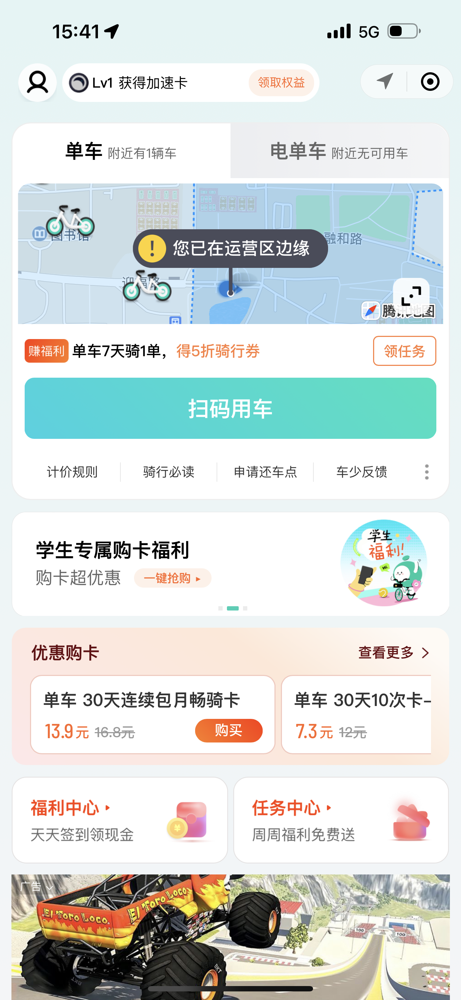 15:41
5G
Lv1 获得加速卡
领取权益
单车 附近有1辆车
电单车 附近无可用车
图书馆
融和路
您已在运营区边缘
迎福路
腾讯地图
赚福利 单车7天骑1单，得5折骑行券
领任务
扫码用车
计价规则
骑行必读
申请还车点
车少反馈
学生专属购卡福利
购卡超优惠
一键抢购
学生
福利!
Hi.
优惠购卡
查看更多
单车 30天连续包月畅骑卡
13.9元 16.8元
购买
单车 30天10次卡-
7.3元 12元
福利中心
天天签到领现金
¥
任务中心
周周福利免费送
广告
El Toro Loco
El Toro Loco
100
100
BKT
BKT